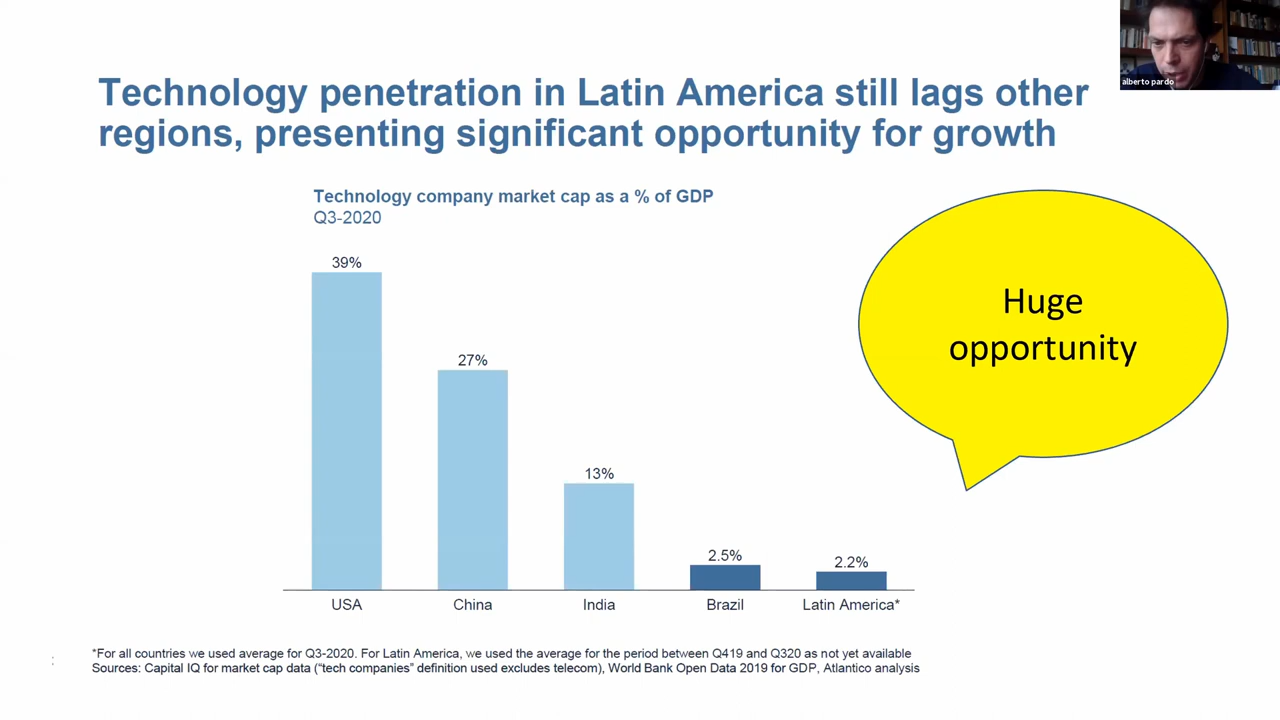 alberto pardo
Technology penetration in Latin America still lags other
regions, presenting significant opportunity for growth
Technology company market cap as a % of GDP
Q3-2020
39%
27%
13%
2.5%
2.2%
USA
China
India
Brazil
Latin America*
Huge
opportunity
*For all countries we used average for Q3-2020. For Latin America, we used the average for the period between Q419 and Q320 as not yet available
Sources: Capital IQ for market cap data (“tech companies” definition used excludes telecom), World Bank Open Data 2019 for GDP, Atlantico analysis